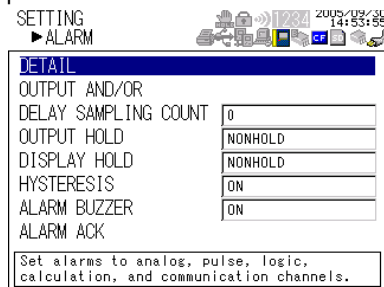 SETTING
►ALARM
1234 2005/09/30
14:53:55
CF SD
DETAIL
OUTPUT AND/OR
DELAY SAMPLING COUNT 0
OUTPUT HOLD NONHOLD
DISPLAY HOLD NONHOLD
HYSTERESIS ON
ALARM BUZZER ON
ALARM ACK
Set alarms to analog, pulse, logic,
calculation, and communication channels.